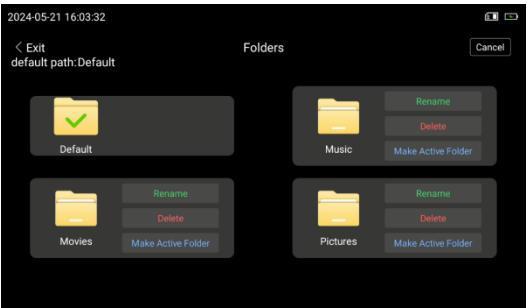 2024-05-21 16:03:32
Exit
Folders
Cancel
default path:Default
Default
Rename
Delete
Music
Make Active Folder
Rename
Delete
Movies
Make Active Folder
Rename
Delete
Pictures
Make Active Folder